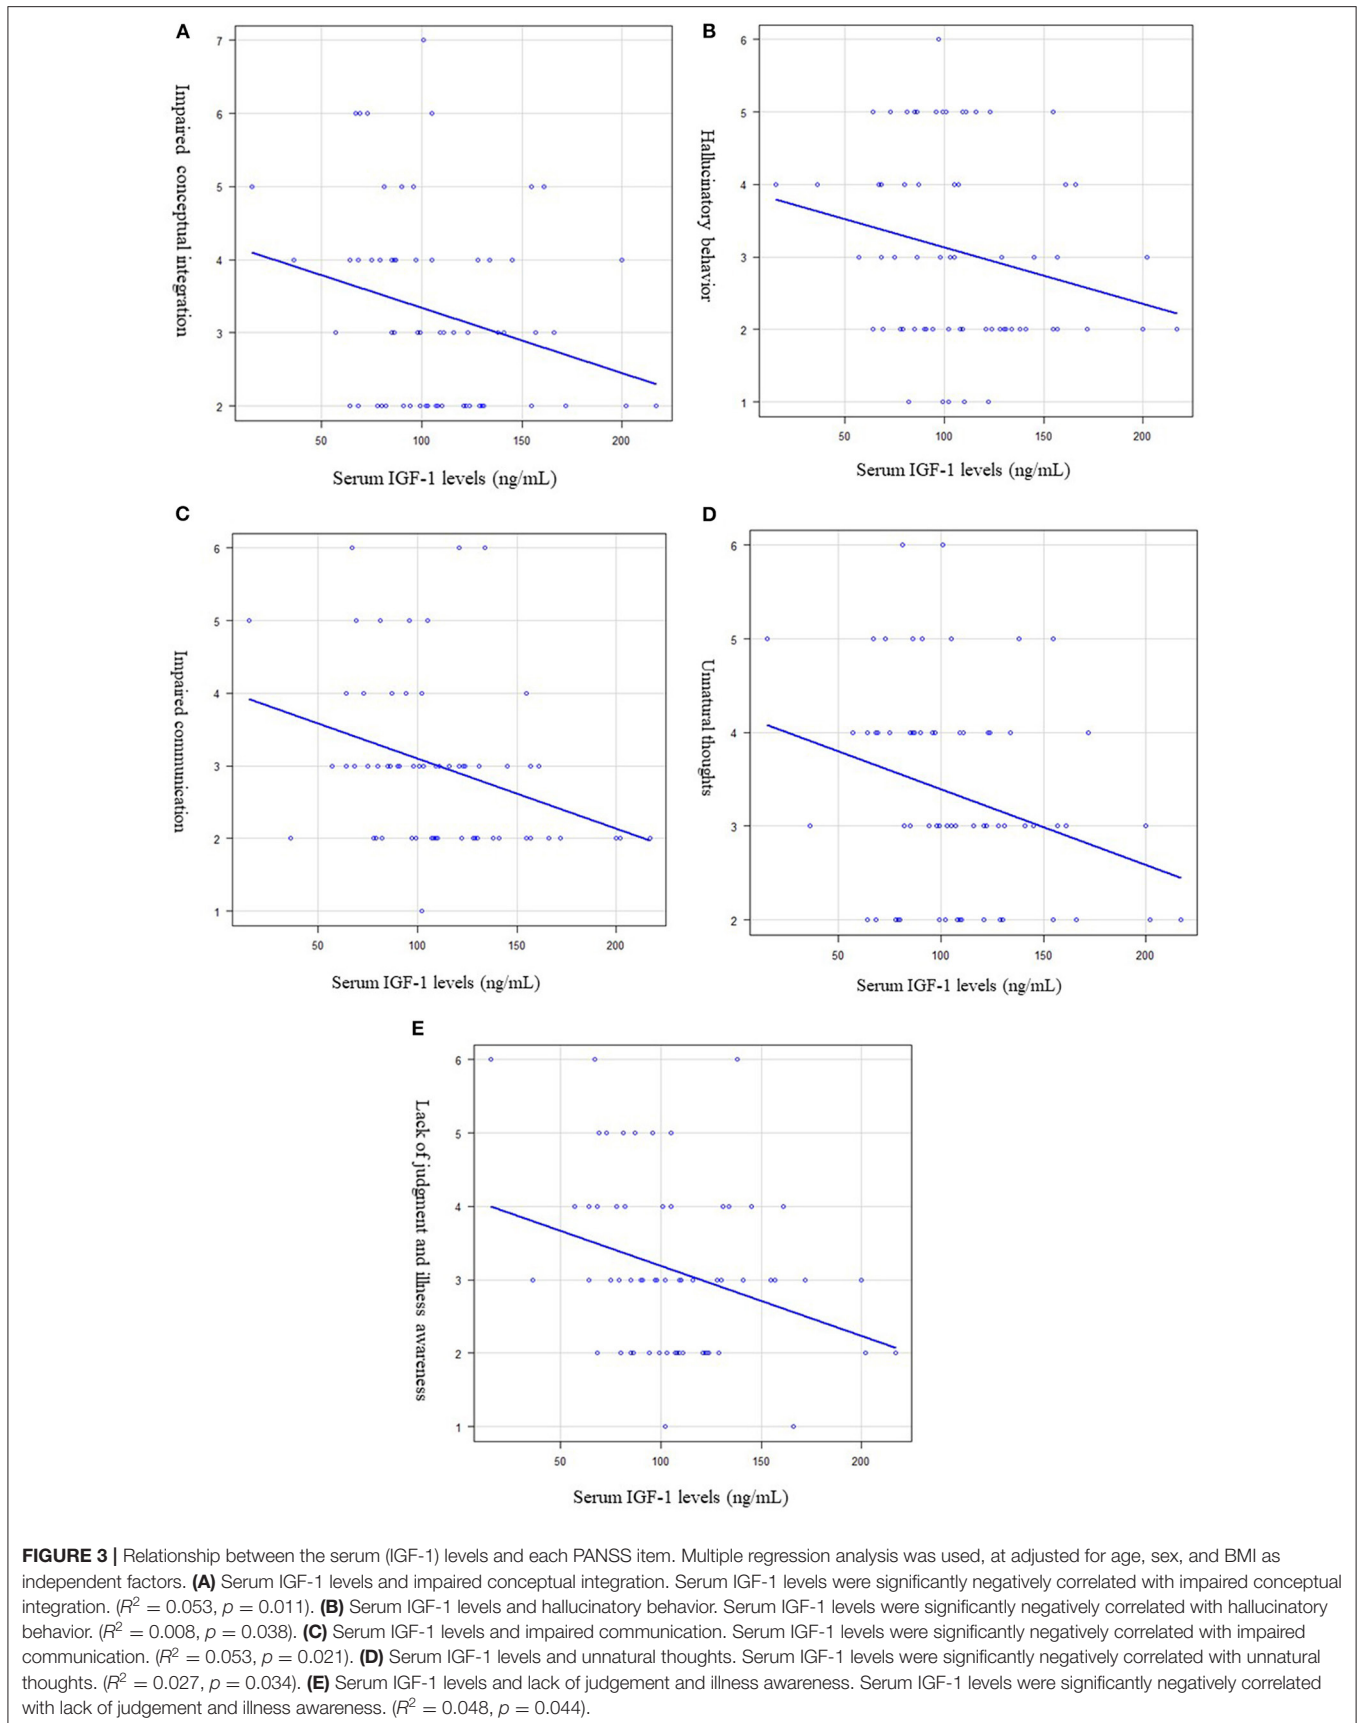 A
7
6
5
4
3
2
50
100
150
200
Impaired conceptual integration
Serum IGF-1 levels (ng/mL)
B
6
5
4
3
2
1
50
100
150
200
Hallucinatory behavior
Serum IGF-1 levels (ng/mL)
C
6
5
4
3
2
1
50
100
150
200
Impaired communication
Serum IGF-1 levels (ng/mL)
D
6
5
4
3
2
50
100
150
200
Unnatural thoughts
Serum IGF-1 levels (ng/mL)
E
6
5
4
3
2
1
50
100
150
200
Lack of judgment and illness awareness
Serum IGF-1 levels (ng/mL)
FIGURE 3 | Relationship between the serum (IGF-1) levels and each PANSS item. Multiple regression analysis was used, at adjusted for age, sex, and BMI as
independent factors. (A) Serum IGF-1 levels and impaired conceptual integration. Serum IGF-1 levels were significantly negatively correlated with impaired conceptual
integration. (R² = 0.053, p = 0.011). (B) Serum IGF-1 levels and hallucinatory behavior. Serum IGF-1 levels were significantly negatively correlated with hallucinatory
behavior. (R² = 0.008, p = 0.038). (C) Serum IGF-1 levels and impaired communication. Serum IGF-1 levels were significantly negatively correlated with impaired
communication. (R² = 0.053, p = 0.021). (D) Serum IGF-1 levels and unnatural thoughts. Serum IGF-1 levels were significantly negatively correlated with unnatural
thoughts. (R² = 0.027, p = 0.034). (E) Serum IGF-1 levels and lack of judgement and illness awareness. Serum IGF-1 levels were significantly negatively correlated
with lack of judgement and illness awareness. (R² = 0.048, p = 0.044).